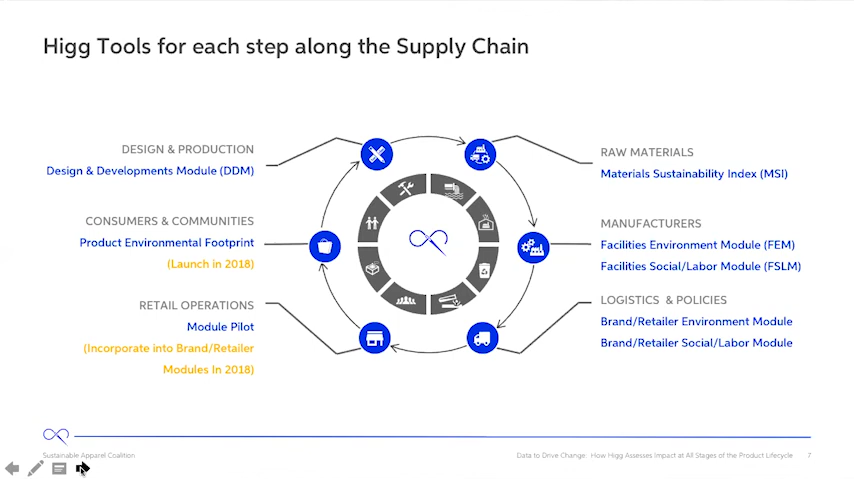 Higg Tools for each step along the Supply Chain
DESIGN & PRODUCTION
Design & Developments Module (DDM)
CONSUMERS & COMMUNITIES
Product Environmental Footprint
(Launch in 2018)
RETAIL OPERATIONS
Module Pilot
(Incorporate into Brand/Retailer
Modules In 2018)
RAW MATERIALS
Materials Sustainability Index (MSI)
MANUFACTURERS
Facilities Environment Module (FEM)
Facilities Social/Labor Module (FSLM)
LOGISTICS & POLICIES
Brand/Retailer Environment Module
Brand/Retailer Social/Labor Module
Sustainable Apparel Coalition
Data to Drive Change: How Higg Assesses Impact at All Stages of the Product Lifecycle 7